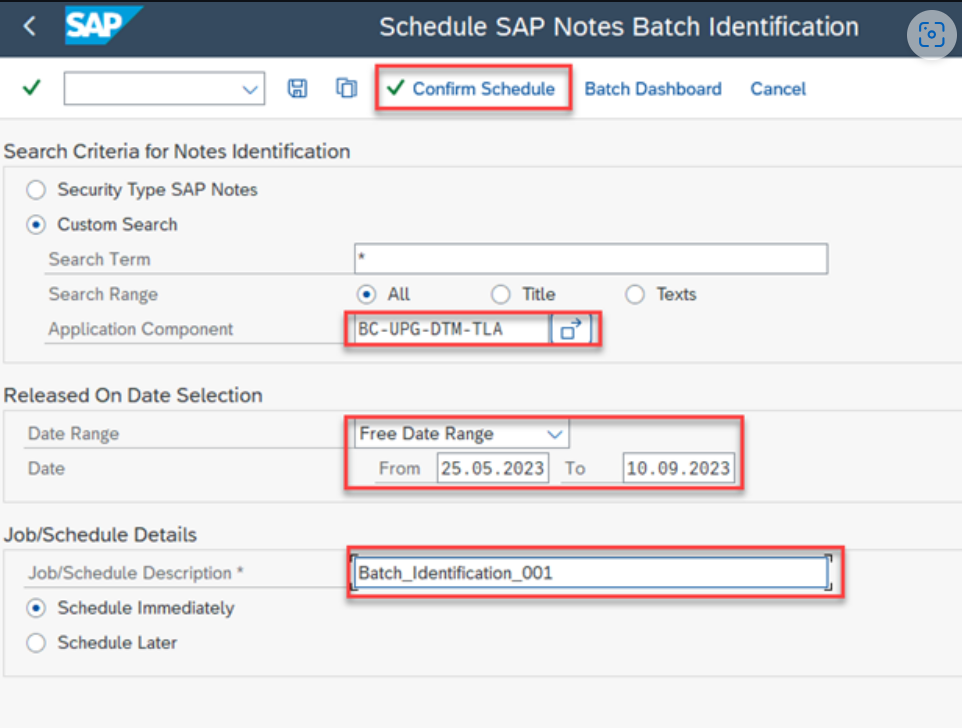 SAP Schedule SAP Notes Batch Identification
Confirm Schedule Batch Dashboard Cancel
Search Criteria for Notes Identification
Security Type SAP Notes
Custom Search
Search Term *
Search Range All Title Texts
Application Component BC-UPG-DTM-TLA
Released On Date Selection
Date Range Free Date Range
Date From 25.05.2023 To 10.09.2023
Job/Schedule Details
Job/Schedule Description * Batch_Identification_001
Schedule Immediately
Schedule Later